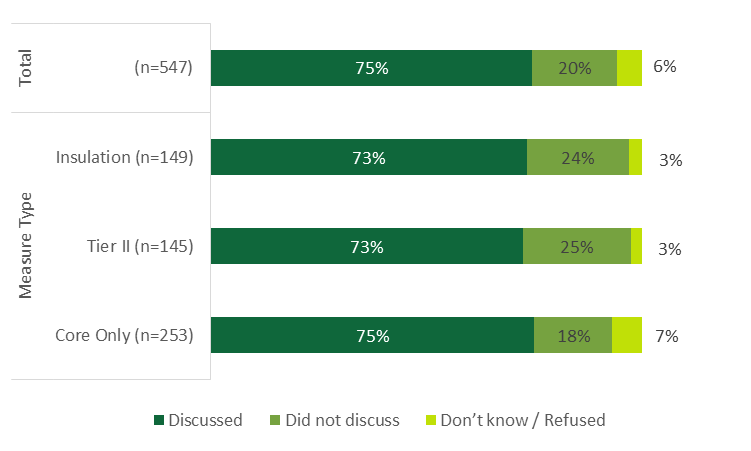 Total
(n=547)
75%
20%
6%
Measure Type
Insulation (n=149)
73%
24%
3%
Tier II (n=145)
73%
25%
3%
Core Only (n=253)
75%
18%
7%
Discussed
Did not discuss
Don’t know / Refused